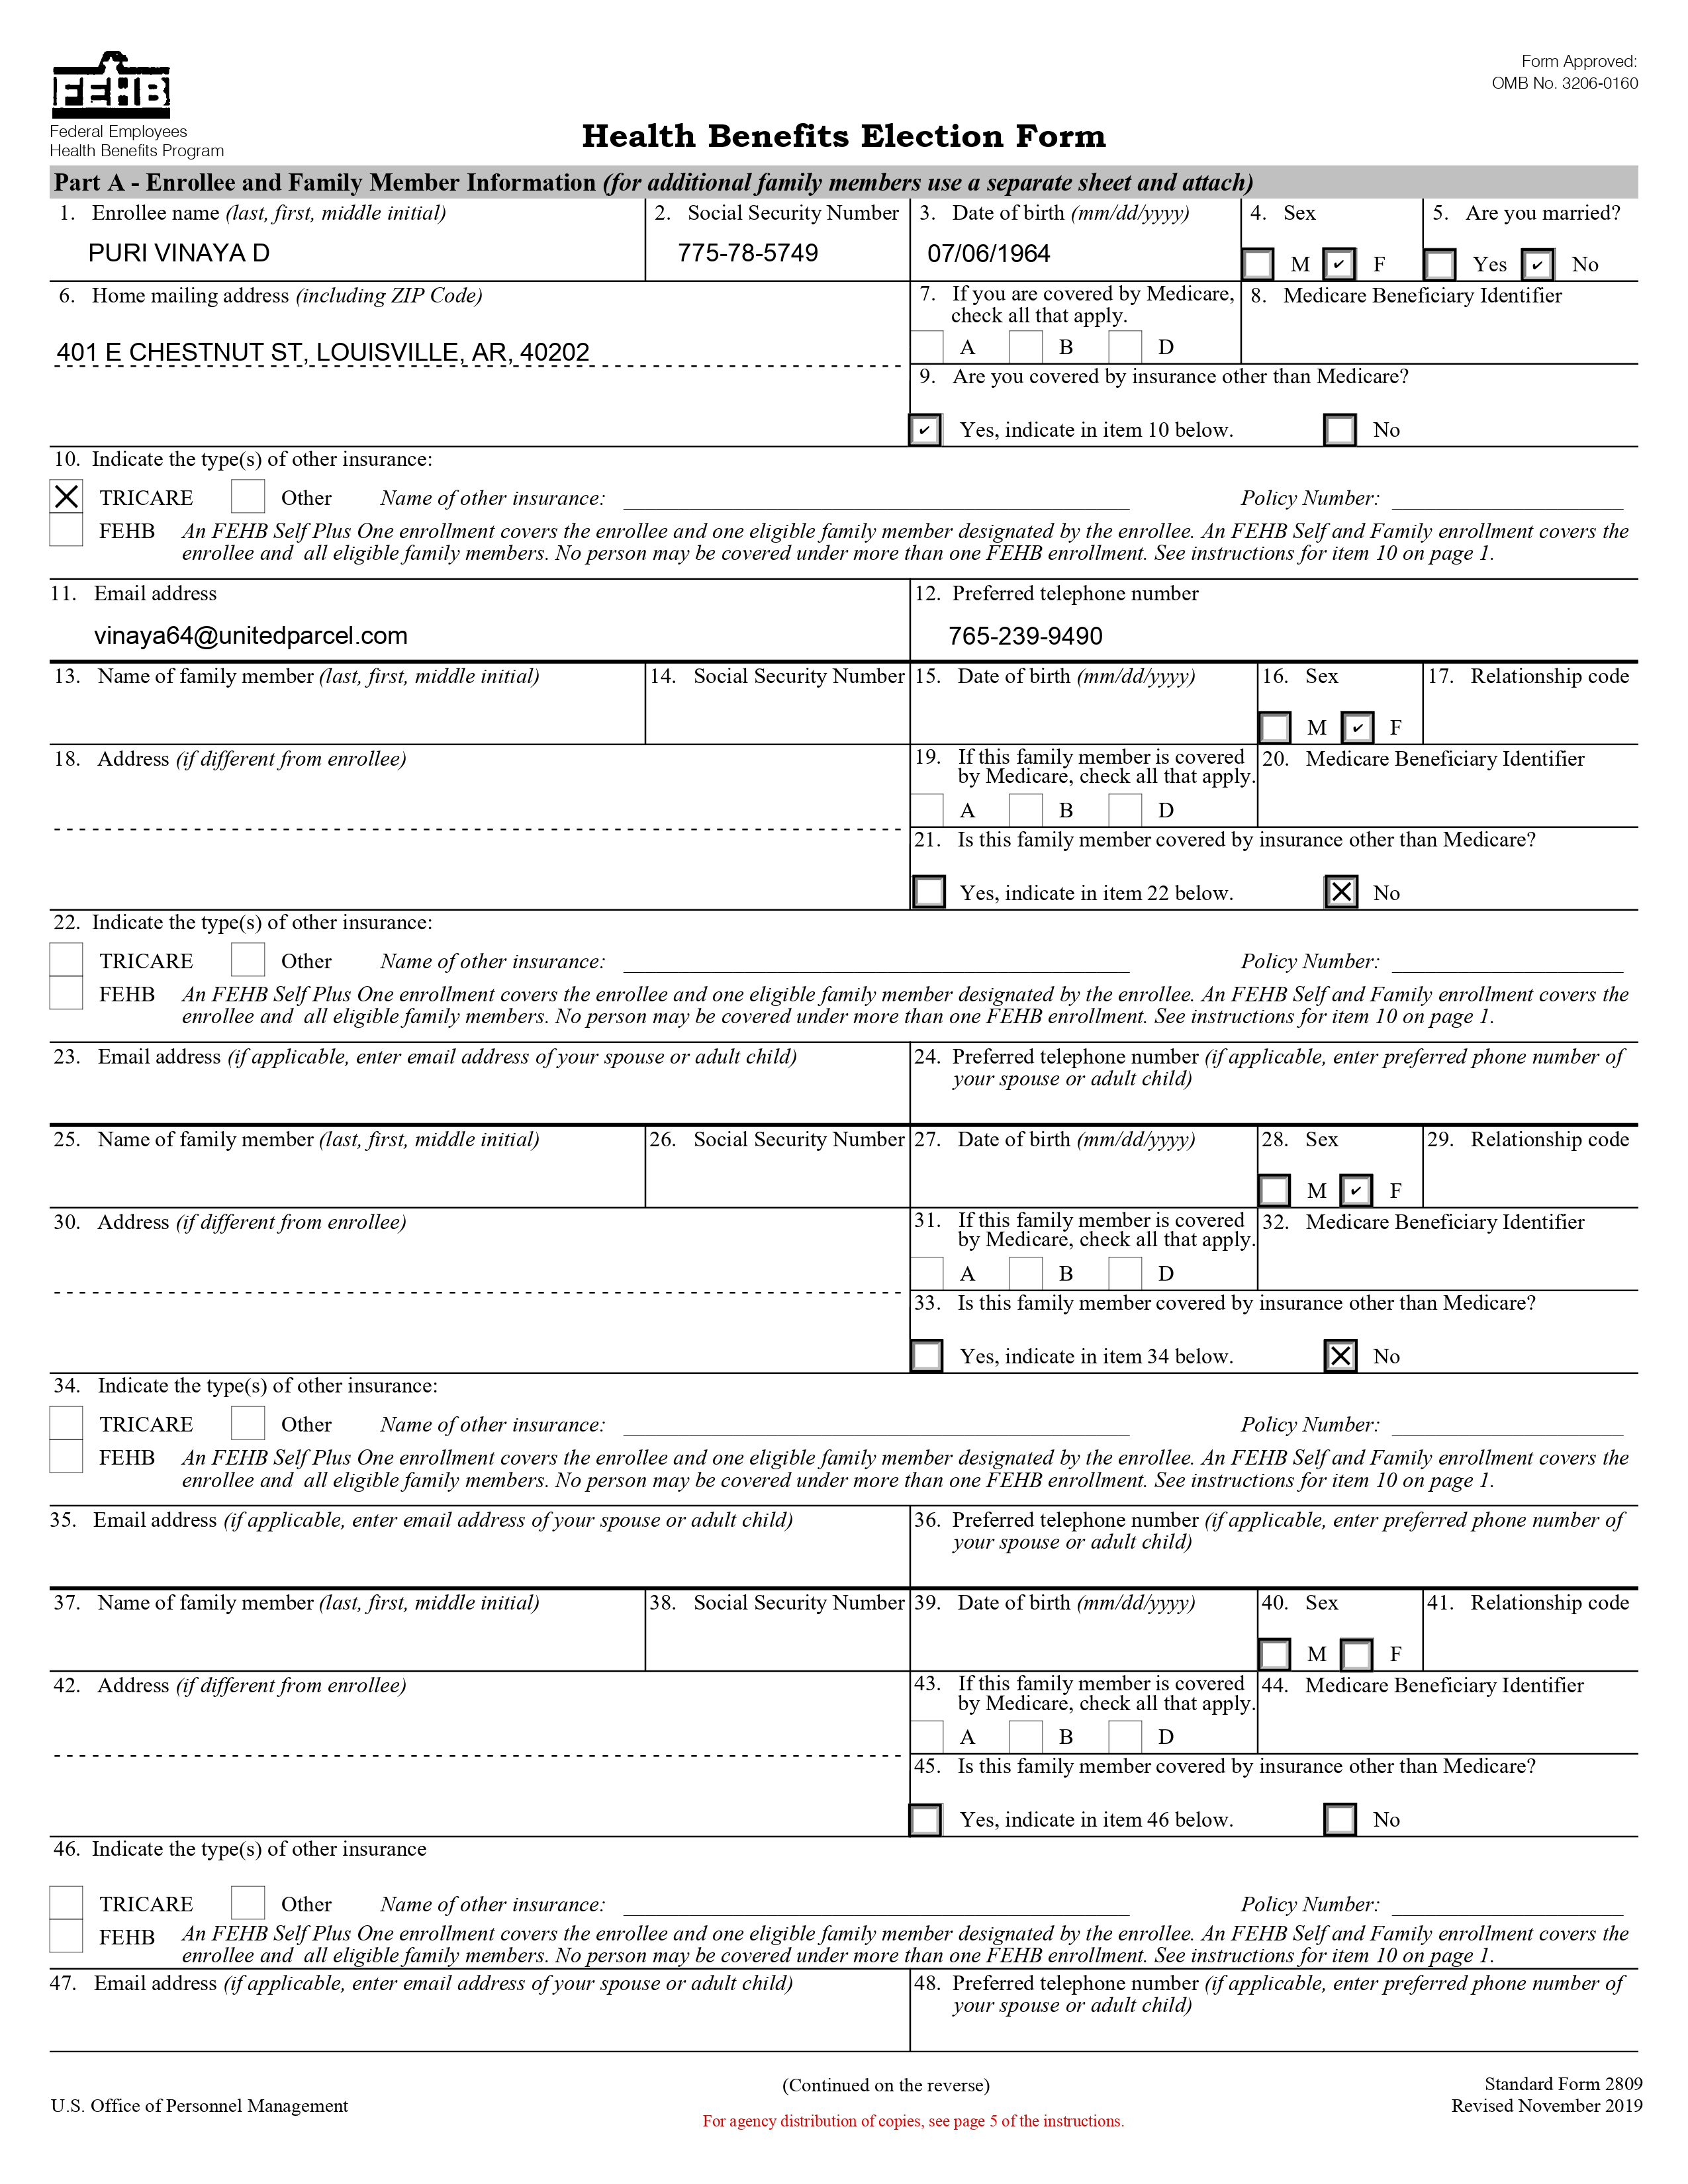 Form Approved:
OMB No. 3206-0160
FEHB
Federal Employees
Health Benefits Program
Health Benefits Election Form
Part A - Enrollee and Family Member Information (for additional family members use a separate sheet and attach)
1. Enrollee name (last, first, middle initial) 2. Social Security Number 3. Date of birth (mm/dd/yyyy) 4. Sex 5. Are you married?
PURI VINAYA D 775-78-5749 07/06/1964 M ✔ F Yes ✔ No
6. Home mailing address (including ZIP Code) 7. If you are covered by Medicare, check all that apply. 8. Medicare Beneficiary Identifier
401 E CHESTNUT ST, LOUISVILLE, AR, 40202 A B D
9. Are you covered by insurance other than Medicare?
✔ Yes, indicate in item 10 below. No
10. Indicate the type(s) of other insurance:
X TRICARE Other Name of other insurance: Policy Number:
FEHB An FEHB Self Plus One enrollment covers the enrollee and one eligible family member designated by the enrollee. An FEHB Self and Family enrollment covers the
enrollee and all eligible family members. No person may be covered under more than one FEHB enrollment. See instructions for item 10 on page 1.
11. Email address 12. Preferred telephone number
vinaya64@unitedparcel.com 765-239-9490
13. Name of family member (last, first, middle initial) 14. Social Security Number 15. Date of birth (mm/dd/yyyy) 16. Sex 17. Relationship code
M ✔ F
18. Address (if different from enrollee) 19. If this family member is covered by Medicare, check all that apply. 20. Medicare Beneficiary Identifier
A B D
21. Is this family member covered by insurance other than Medicare?
Yes, indicate in item 22 below. X No
22. Indicate the type(s) of other insurance:
TRICARE Other Name of other insurance: Policy Number:
FEHB An FEHB Self Plus One enrollment covers the enrollee and one eligible family member designated by the enrollee. An FEHB Self and Family enrollment covers the
enrollee and all eligible family members. No person may be covered under more than one FEHB enrollment. See instructions for item 10 on page 1.
23. Email address (if applicable, enter email address of your spouse or adult child) 24. Preferred telephone number (if applicable, enter preferred phone number of
your spouse or adult child)
25. Name of family member (last, first, middle initial) 26. Social Security Number 27. Date of birth (mm/dd/yyyy) 28. Sex 29. Relationship code
M ✔ F
30. Address (if different from enrollee) 31. If this family member is covered by Medicare, check all that apply. 32. Medicare Beneficiary Identifier
A B D
33. Is this family member covered by insurance other than Medicare?
Yes, indicate in item 34 below. X No
34. Indicate the type(s) of other insurance:
TRICARE Other Name of other insurance: Policy Number:
FEHB An FEHB Self Plus One enrollment covers the enrollee and one eligible family member designated by the enrollee. An FEHB Self and Family enrollment covers the
enrollee and all eligible family members. No person may be covered under more than one FEHB enrollment. See instructions for item 10 on page 1.
35. Email address (if applicable, enter email address of your spouse or adult child) 36. Preferred telephone number (if applicable, enter preferred phone number of
your spouse or adult child)
37. Name of family member (last, first, middle initial) 38. Social Security Number 39. Date of birth (mm/dd/yyyy) 40. Sex 41. Relationship code
M F
42. Address (if different from enrollee) 43. If this family member is covered by Medicare, check all that apply. 44. Medicare Beneficiary Identifier
A B D
45. Is this family member covered by insurance other than Medicare?
Yes, indicate in item 46 below. No
46. Indicate the type(s) of other insurance
TRICARE Other Name of other insurance: Policy Number:
FEHB An FEHB Self Plus One enrollment covers the enrollee and one eligible family member designated by the enrollee. An FEHB Self and Family enrollment covers the
enrollee and all eligible family members. No person may be covered under more than one FEHB enrollment. See instructions for item 10 on page 1.
47. Email address (if applicable, enter email address of your spouse or adult child) 48. Preferred telephone number (if applicable, enter preferred phone number of
your spouse or adult child)
(Continued on the reverse) Standard Form 2809
U.S. Office of Personnel Management Revised November 2019
For agency distribution of copies, see page 5 of the instructions.